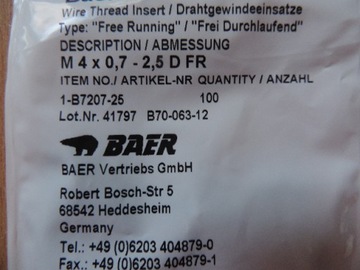 Wire Thread Insert / Drahtgewindeeinsatze
Type: "Free Running" / "Frei Durchlaufend"
DESCRIPTION / ABMESSUNG
M 4 x 0,7 - 2,5 D FR
ITEM NO./ ARTIKEL-NR QUANTITY / ANZAHL
1-B7207-25 100
Lot.Nr. 41797 B70-063-12
BAER
BAER Vertriebs GmbH
Robert Bosch-Str 5
68542 Heddesheim
Germany
Tel.: +49 (0)6203 404879-0
Fax.: +49 (0)6203 404879-1